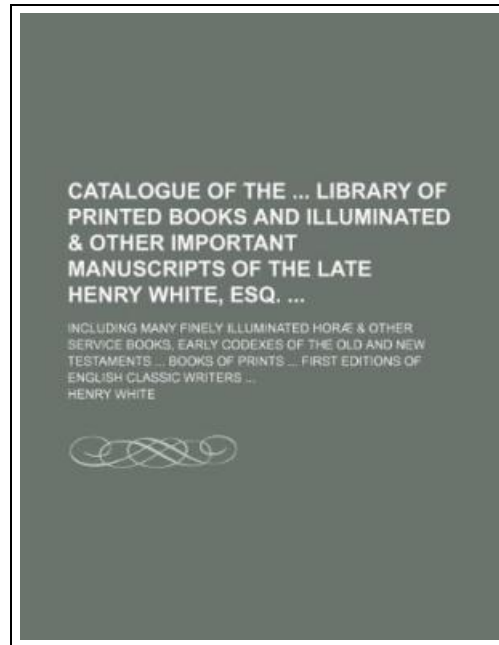 CATALOGUE OF THE ... LIBRARY OF
PRINTED BOOKS AND ILLUMINATED
& OTHER IMPORTANT
MANUSCRIPTS OF THE LATE
HENRY WHITE, ESQ. ...
INCLUDING MANY FINELY ILLUMINATED HORÆ & OTHER
SERVICE BOOKS, EARLY CODEXES OF THE OLD AND NEW
TESTAMENTS ... BOOKS OF PRINTS ... FIRST EDITIONS OF
ENGLISH CLASSIC WRITERS ...
HENRY WHITE